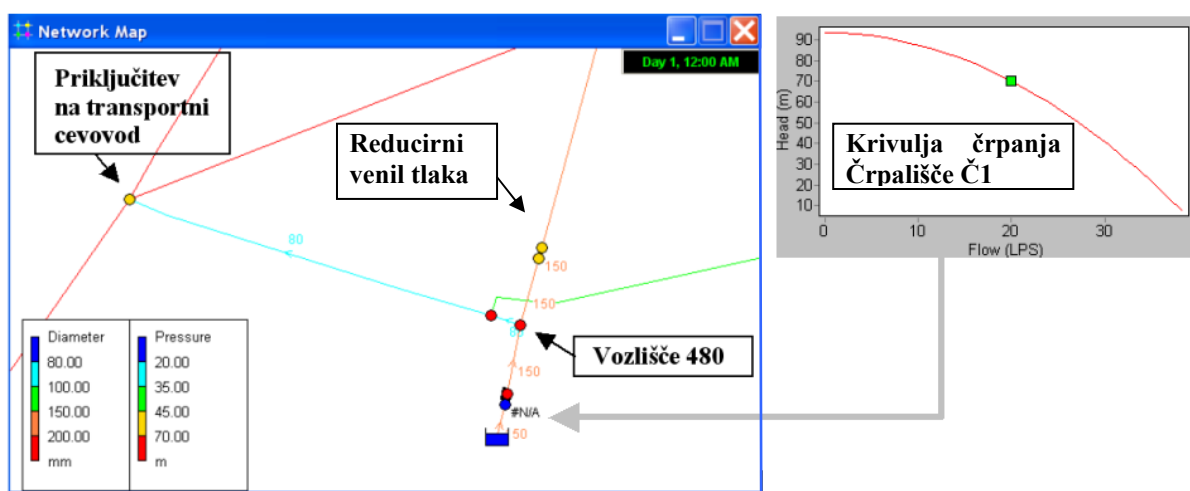 Network Map
Day 1, 12:00 AM
Priključitev
na transportni
cevovod
Reducirni
venil tlaka
80
150
150
80
Vozlišče 480
150
#N/A
50
Diameter
80.00
100.00
150.00
200.00
mm
Pressure
20.00
35.00
45.00
70.00
m
Head (m)
90
80
70
60
50
40
30
20
10
Krivulja črpanja
Črpališče Č1
0
10
20
30
Flow (LPS)